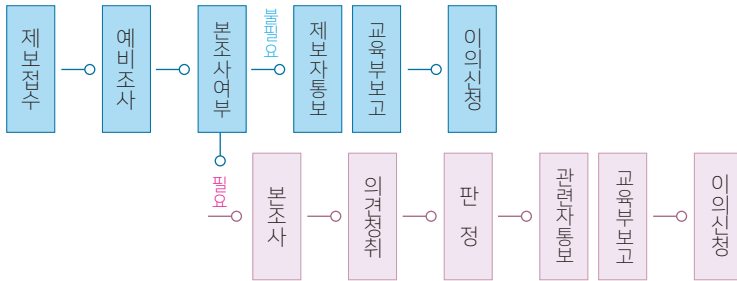 제보접수
예비조사
본조사여부
불필요
제보자통보
교육부보고
이의신청
필요
본조사
의견청취
판정
관련자통보
교육부보고
이의신청